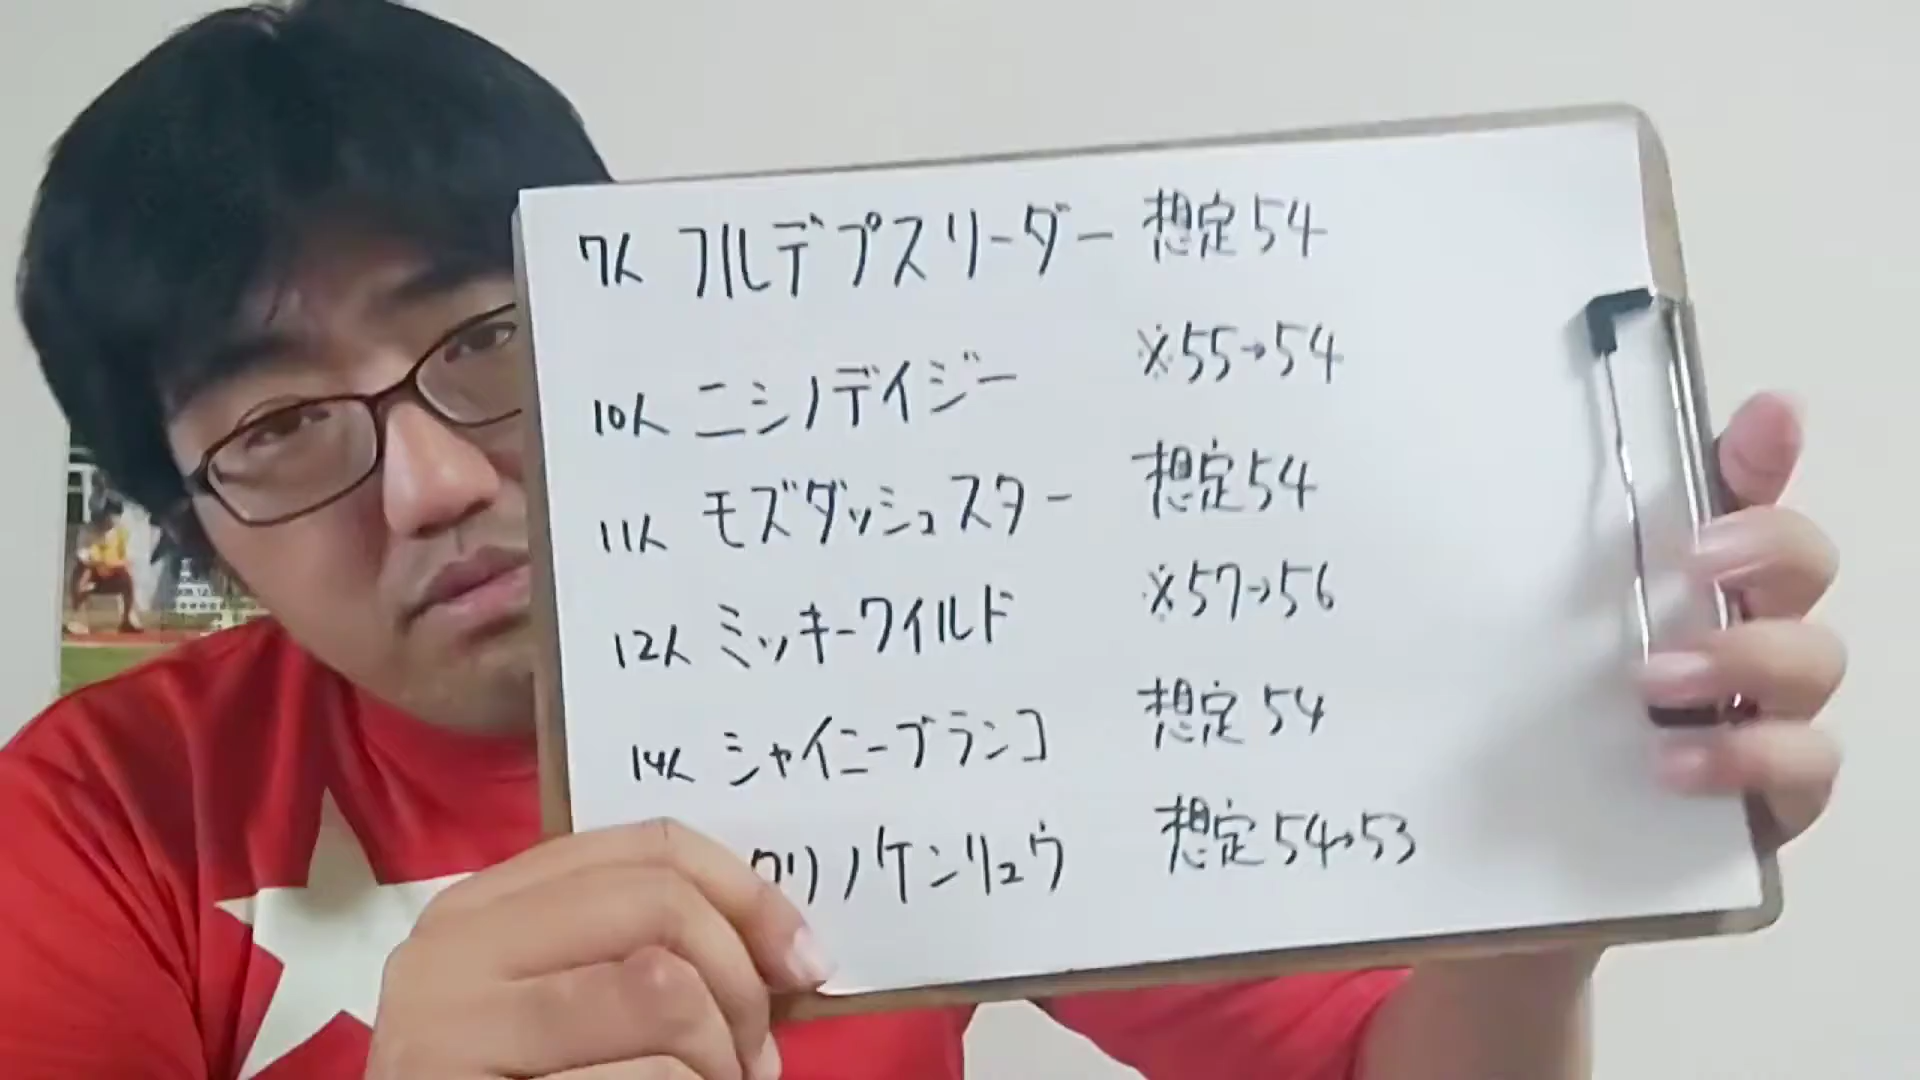 7人 フルデプスリーダー 想定54
10人 ニシノデイジー ※55→54
11人 モズダッシュスター 想定54
12人 ミッキーワイルド ※57→56
14人 シャイニーブランコ 想定54
クリノケンリュウ 想定54→53